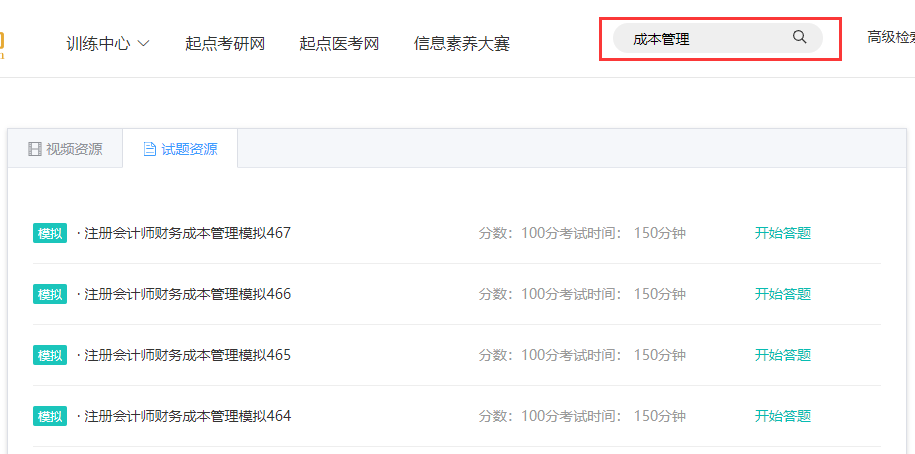 训练中心 起点考研网 起点医考网 信息素养大赛 成本管理 高级检索
视频资源 试题资源
模拟 · 注册会计师财务成本管理模拟467 分数：100分考试时间： 150分钟 开始答题
模拟 · 注册会计师财务成本管理模拟466 分数：100分考试时间： 150分钟 开始答题
模拟 · 注册会计师财务成本管理模拟465 分数：100分考试时间： 150分钟 开始答题
模拟 · 注册会计师财务成本管理模拟464 分数：100分考试时间： 150分钟 开始答题